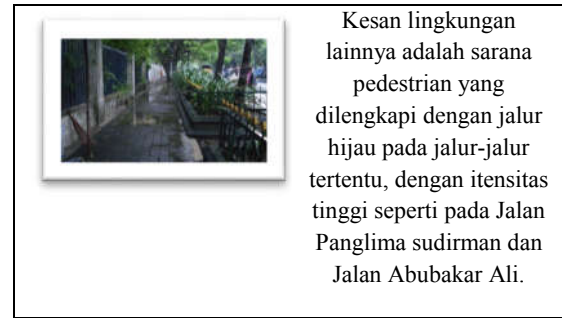 Kesan lingkungan
lainnya adalah sarana
pedestrian yang
dilengkapi dengan jalur
hijau pada jalur-jalur
tertentu, dengan itensitas
tinggi seperti pada Jalan
Panglima sudirman dan
Jalan Abubakar Ali.